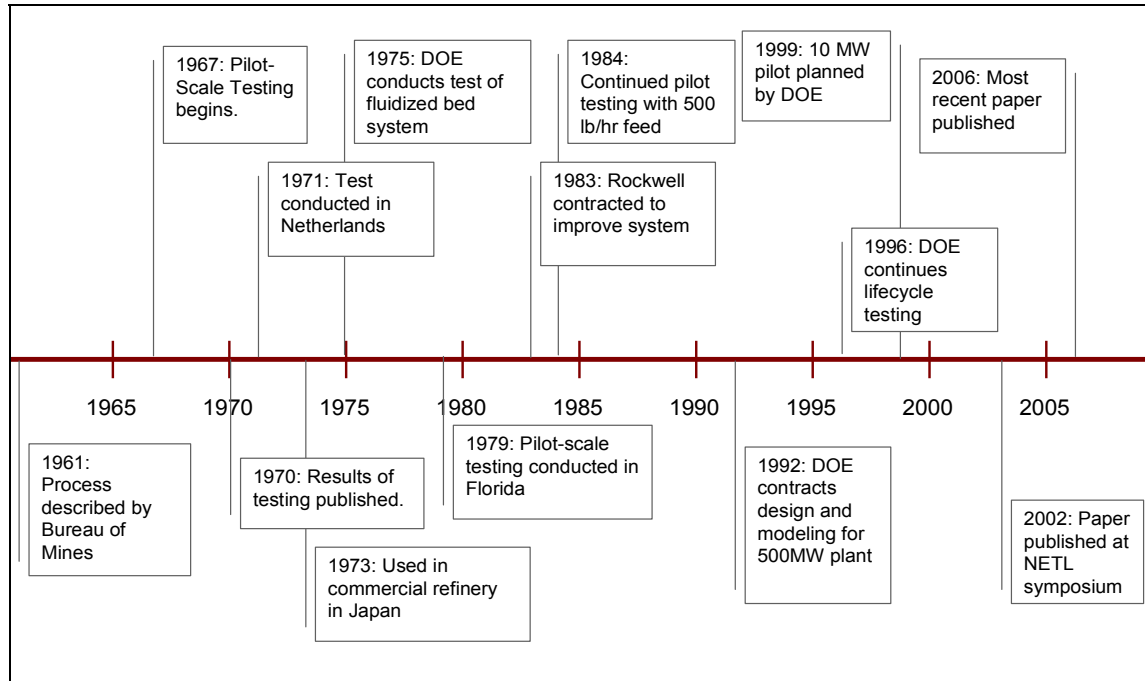 1967: Pilot-
Scale Testing
begins.
1975: DOE
conducts test of
fluidized bed
system
1984:
Continued pilot
testing with 500
lb/hr feed
1999: 10 MW
pilot planned
by DOE
2006: Most
recent paper
published
1971: Test
conducted in
Netherlands
1983: Rockwell
contracted to
improve system
1996: DOE
continues
lifecycle
testing
1965
1970
1975
1980
1985
1990
1995
2000
2005
1961:
Process
described by
Bureau of
Mines
1970: Results of
testing published.
1973: Used in
commercial refinery
in Japan
1979: Pilot-scale
testing conducted in
Florida
1992: DOE
contracts
design and
modeling for
500MW plant
2002: Paper
published at
NETL
symposium